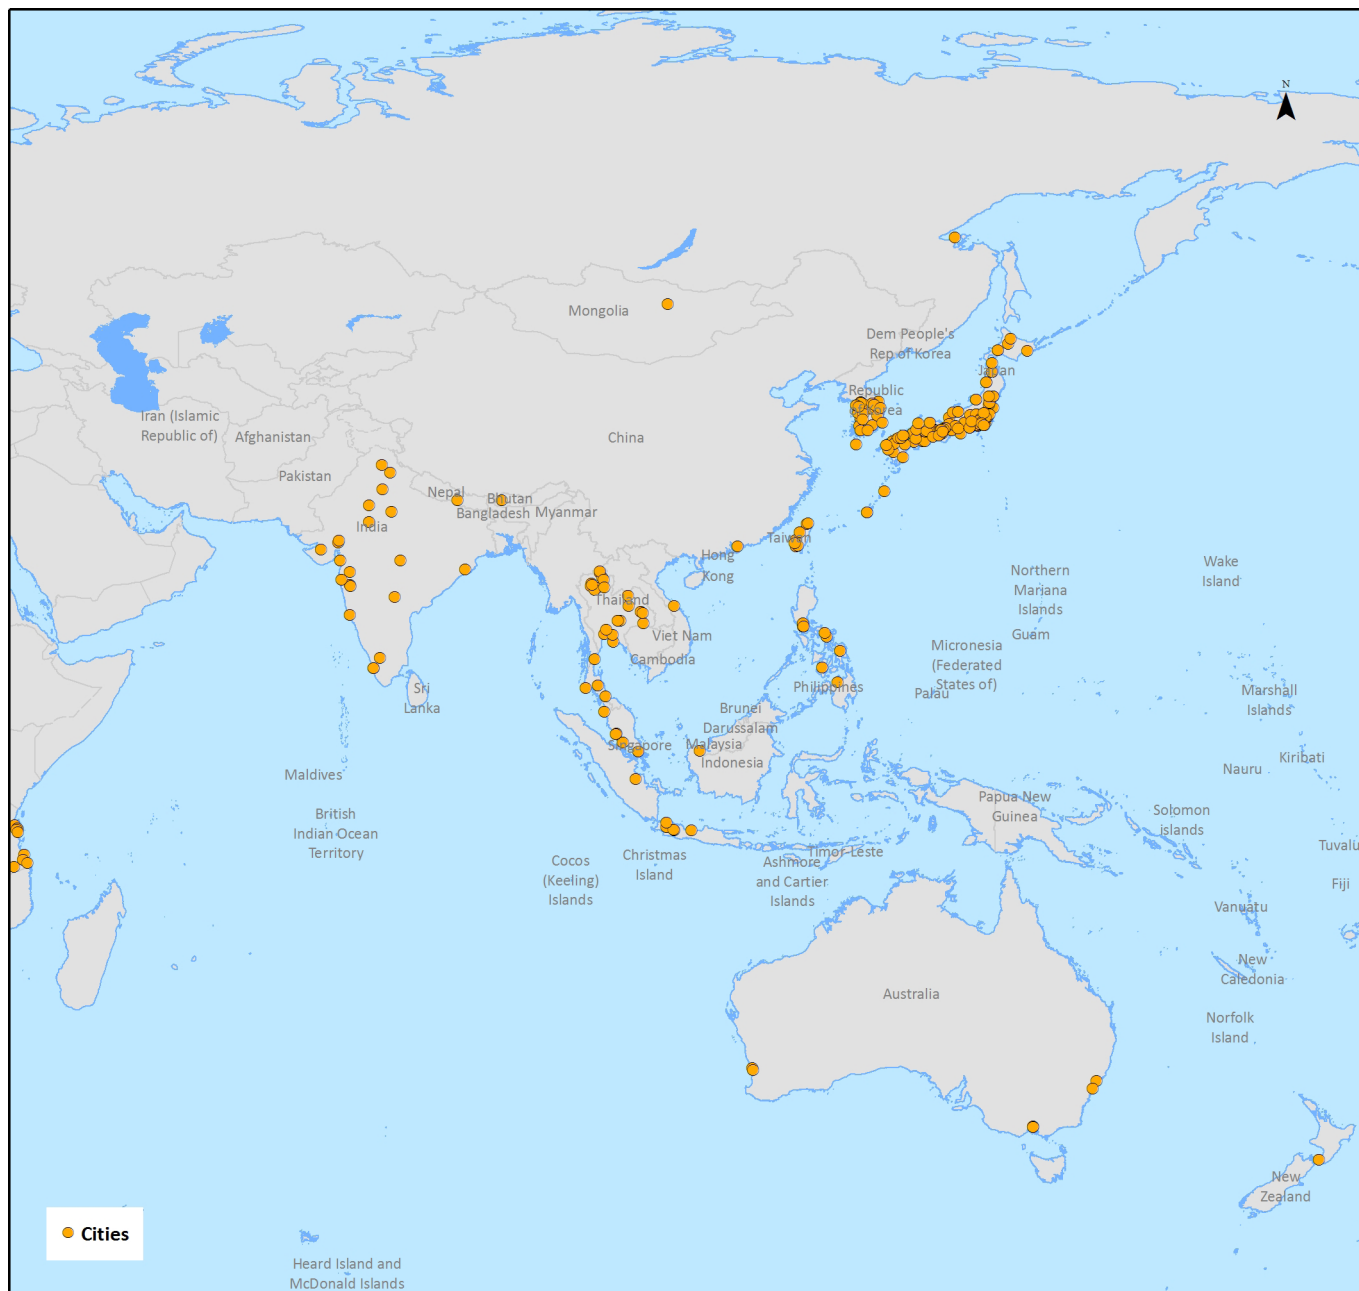 N
Mongolia
Dem People's
Rep of Korea
Japan
Republic
of Korea
Iran (Islamic
Republic of)
Afghanistan
China
Pakistan
Nepal
Bhutan
Bangladesh
Myanmar
India
Taiwan
Hong
Kong
Thailand
Viet Nam
Cambodia
Northern
Mariana
Islands
Wake
Island
Guam
Micronesia
(Federated
States of)
Palau
Philippines
Marshall
Islands
Sri
Lanka
Brunei
Darussalam
Singapore
Malaysia
Indonesia
Kiribati
Nauru
Maldives
British
Indian Ocean
Territory
Papua New
Guinea
Solomon
islands
Tuvalu
Timor-Leste
Christmas
Island
Cocos
(Keeling)
Islands
Ashmore
and Cartier
Islands
Fiji
Vanuatu
New
Caledonia
Australia
Norfolk
Island
New
Zealand
Cities
Heard Island and
McDonald Islands